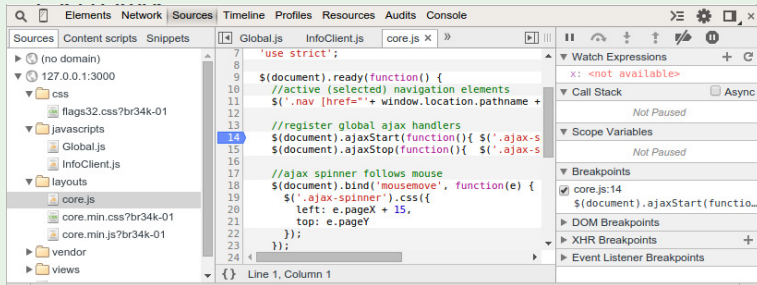 Elements Network Sources Timeline Profiles Resources Audits Console
Sources Content scripts Snippets
Global.js InfoClient.js core.js × »
(no domain)
127.0.0.1:3000
css
flags32.css?br34k-01
javascripts
Global.js
InfoClient.js
layouts
core.js
core.min.css?br34k-01
core.min.js?br34k-01
vendor
views
7 'use strict';
8
9 $(document).ready(function() {
10 //active (selected) navigation elements
11 $('.nav [href="'+ window.location.pathname +
12
13 //register global ajax handlers
14 $(document).ajaxStart(function(){ $('.ajax-s
15 $(document).ajaxStop(function(){ $('.ajax-s
16
17 //ajax spinner follows mouse
18 $(document).bind('mousemove', function(e) {
19 $('.ajax-spinner').css({
20 left: e.pageX + 15,
21 top: e.pageY
22 });
23 });
24
{} Line 1, Column 1
Watch Expressions
x: <not available>
Call Stack Async
Not Paused
Scope Variables
Not Paused
Breakpoints
core.js:14
$(document).ajaxStart(functio…
DOM Breakpoints
XHR Breakpoints
Event Listener Breakpoints